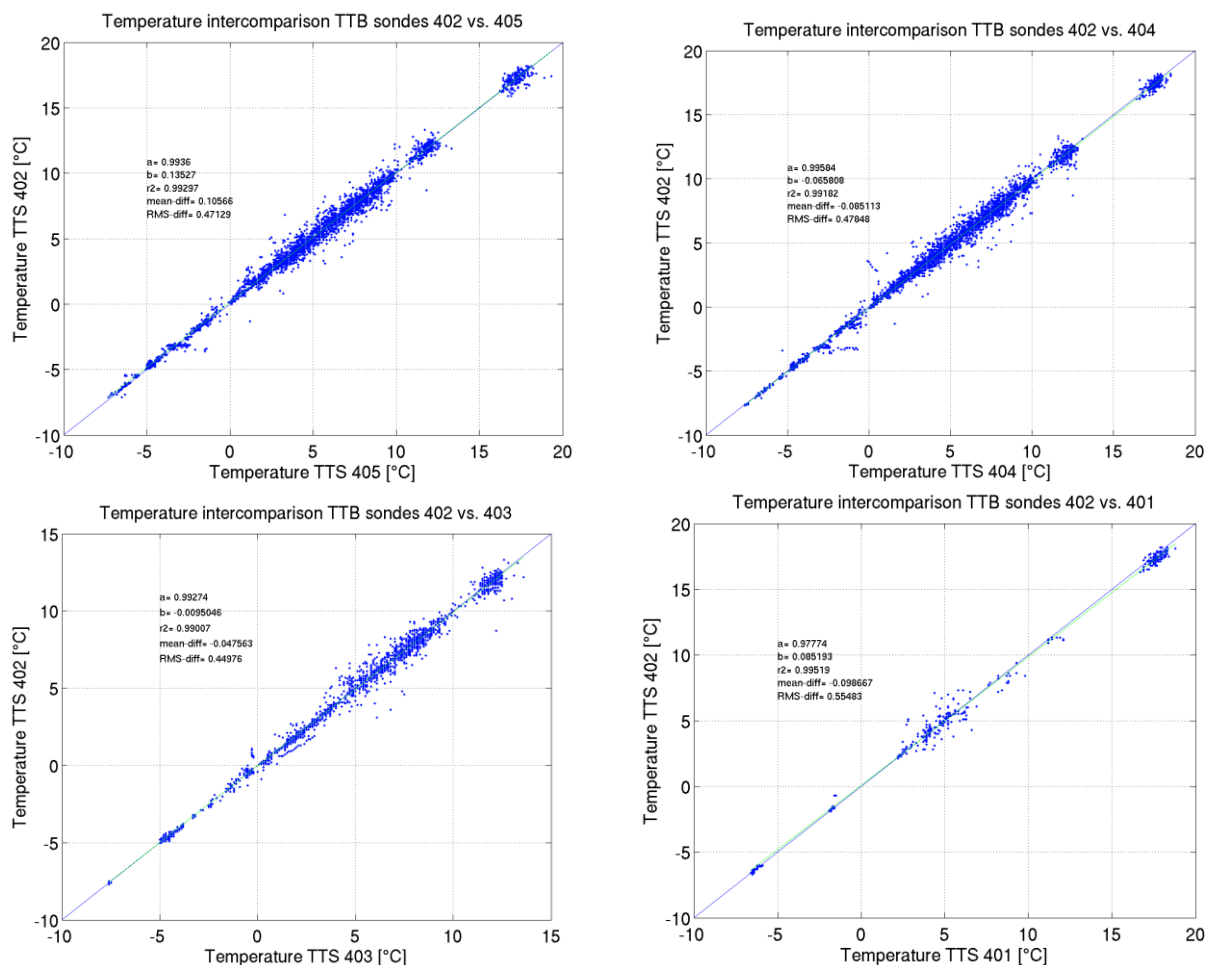 Temperature intercomparison TTB sondes 402 vs. 405
20
15
10
5
0
-5
-10
Temperature TTS 402 [°C]
a= 0.9936
b= 0.13527
r2= 0.99297
mean-diff= 0.10566
RMS-diff= 0.47129
-10 -5 0 5 10 15 20
Temperature TTS 405 [°C]
Temperature intercomparison TTB sondes 402 vs. 404
20
15
10
5
0
-5
-10
Temperature TTS 402 [°C]
a= 0.99584
b= -0.065808
r2= 0.99182
mean-diff= -0.085113
RMS-diff= 0.47848
-10 -5 0 5 10 15 20
Temperature TTS 404 [°C]
Temperature intercomparison TTB sondes 402 vs. 403
15
10
5
0
-5
-10
Temperature TTS 402 [°C]
a= 0.99274
b= -0.0095046
r2= 0.99007
mean-diff= -0.047563
RMS-diff= 0.44976
-10 -5 0 5 10 15
Temperature TTS 403 [°C]
Temperature intercomparison TTB sondes 402 vs. 401
20
15
10
5
0
-5
-10
Temperature TTS 402 [°C]
a= 0.97774
b= 0.085193
r2= 0.99519
mean-diff= -0.098667
RMS-diff= 0.55483
-10 -5 0 5 10 15 20
Temperature TTS 401 [°C]